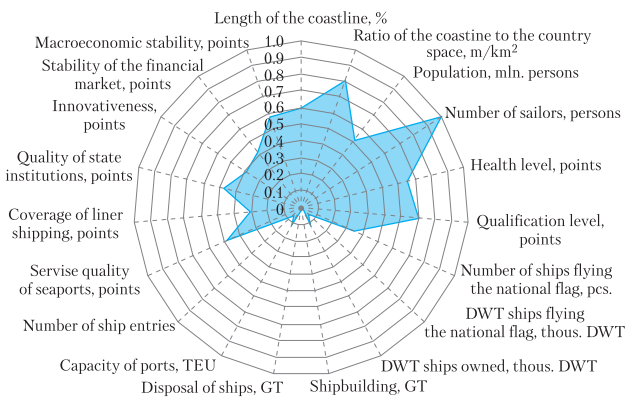 Length of the coastline, %
Ratio of the coastine to the country
space, m/km²
Population, mln. persons
Number of sailors, persons
Health level, points
Qualification level,
points
Number of ships flying
the national flag, pcs.
DWT ships flying
the national flag, thous. DWT
DWT ships owned, thous. DWT
Shipbuilding, GT
Disposal of ships, GT
Capacity of ports, TEU
Number of ship entries
Servise quality
of seaports, points
Coverage of liner
shipping, points
Quality of state
institutions, points
Innovativeness,
points
Stability of the financial
market, points
Macroeconomic stability, points
1.0
0.9
0.8
0.7
0.6
0.5
0.4
0.3
0.2
0.1
0